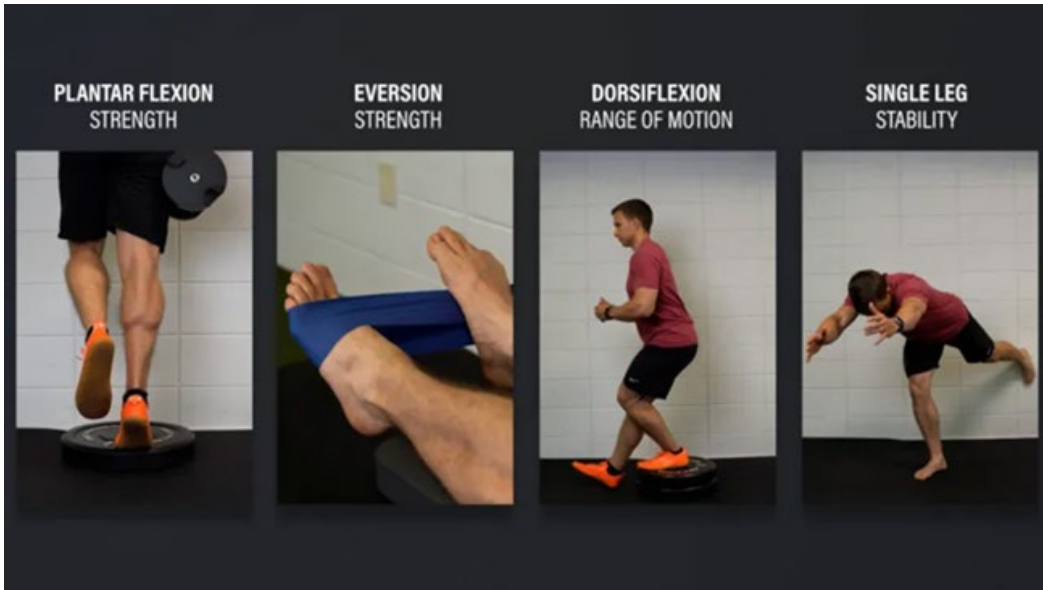 PLANTAR FLEXION
STRENGTH
EVERSION
STRENGTH
DORSIFLEXION
RANGE OF MOTION
SINGLE LEG
STABILITY